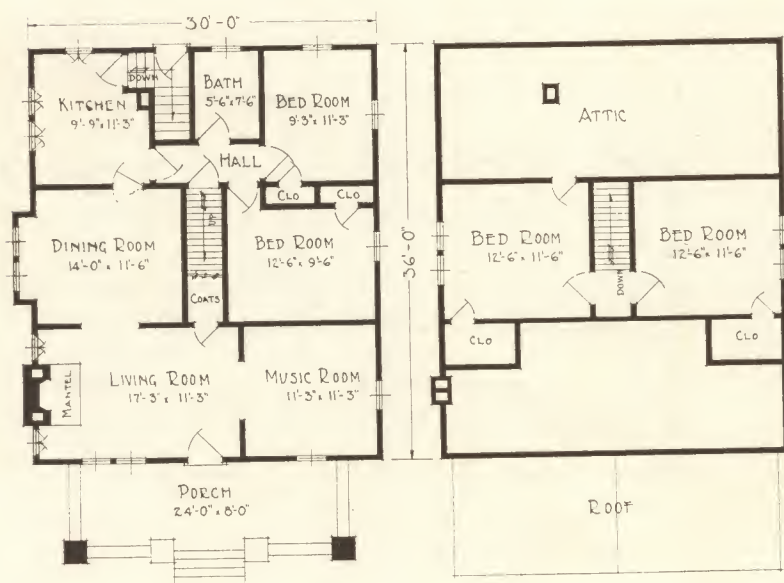 30'-0"
KITCHEN
9'-9" x 11'-3"
DOWN
BATH
5'-6" x 7'-6"
BED ROOM
9'-3" x 11'-3"
HALL
CLO
CLO
DINING ROOM
14'-0" x 11'-6"
UP
COATS
BED ROOM
12'-6" x 9'-6"
LIVING ROOM
17'-3" x 11'-3"
MANTEL
MUSIC ROOM
11'-3" x 11'-3"
PORCH
24'-0" x 8'-0"
36'-0"
ATTIC
BED ROOM
12'-6" x 11'-6"
DOWN
BED ROOM
12'-6" x 11'-6"
CLO
CLO
ROOF